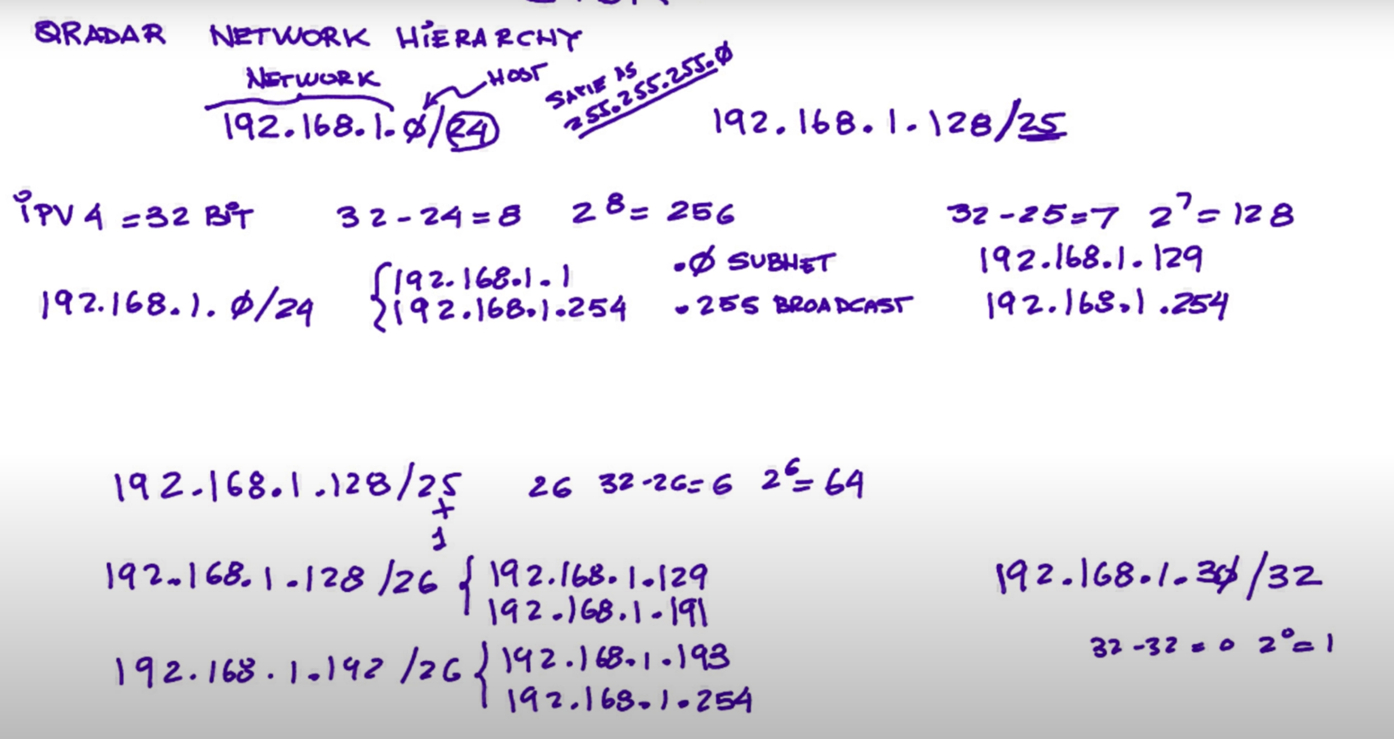 QRADAR NETWORK HIERARCHY
NETWORK
HOST
SAME AS
255.255.255.0
192.168.1.0/24
192.168.1.128/25
IPV4 = 32 BIT
32-24=8 2^8= 256
32-25=7 2^7=128
192.168.1.0/24
192.168.1.1
192.168.1.254
.0 SUBNET
.255 BROADCAST
192.168.1.129
192.168.1.254
192.168.1.128/25
+
1
26 32-26=6 2^6=64
192.168.1.128/26
192.168.1.129
192.168.1.191
192.168.1.192/26
192.168.1.193
192.168.1.254
192.168.1.30/32
32-32=0 2^0=1